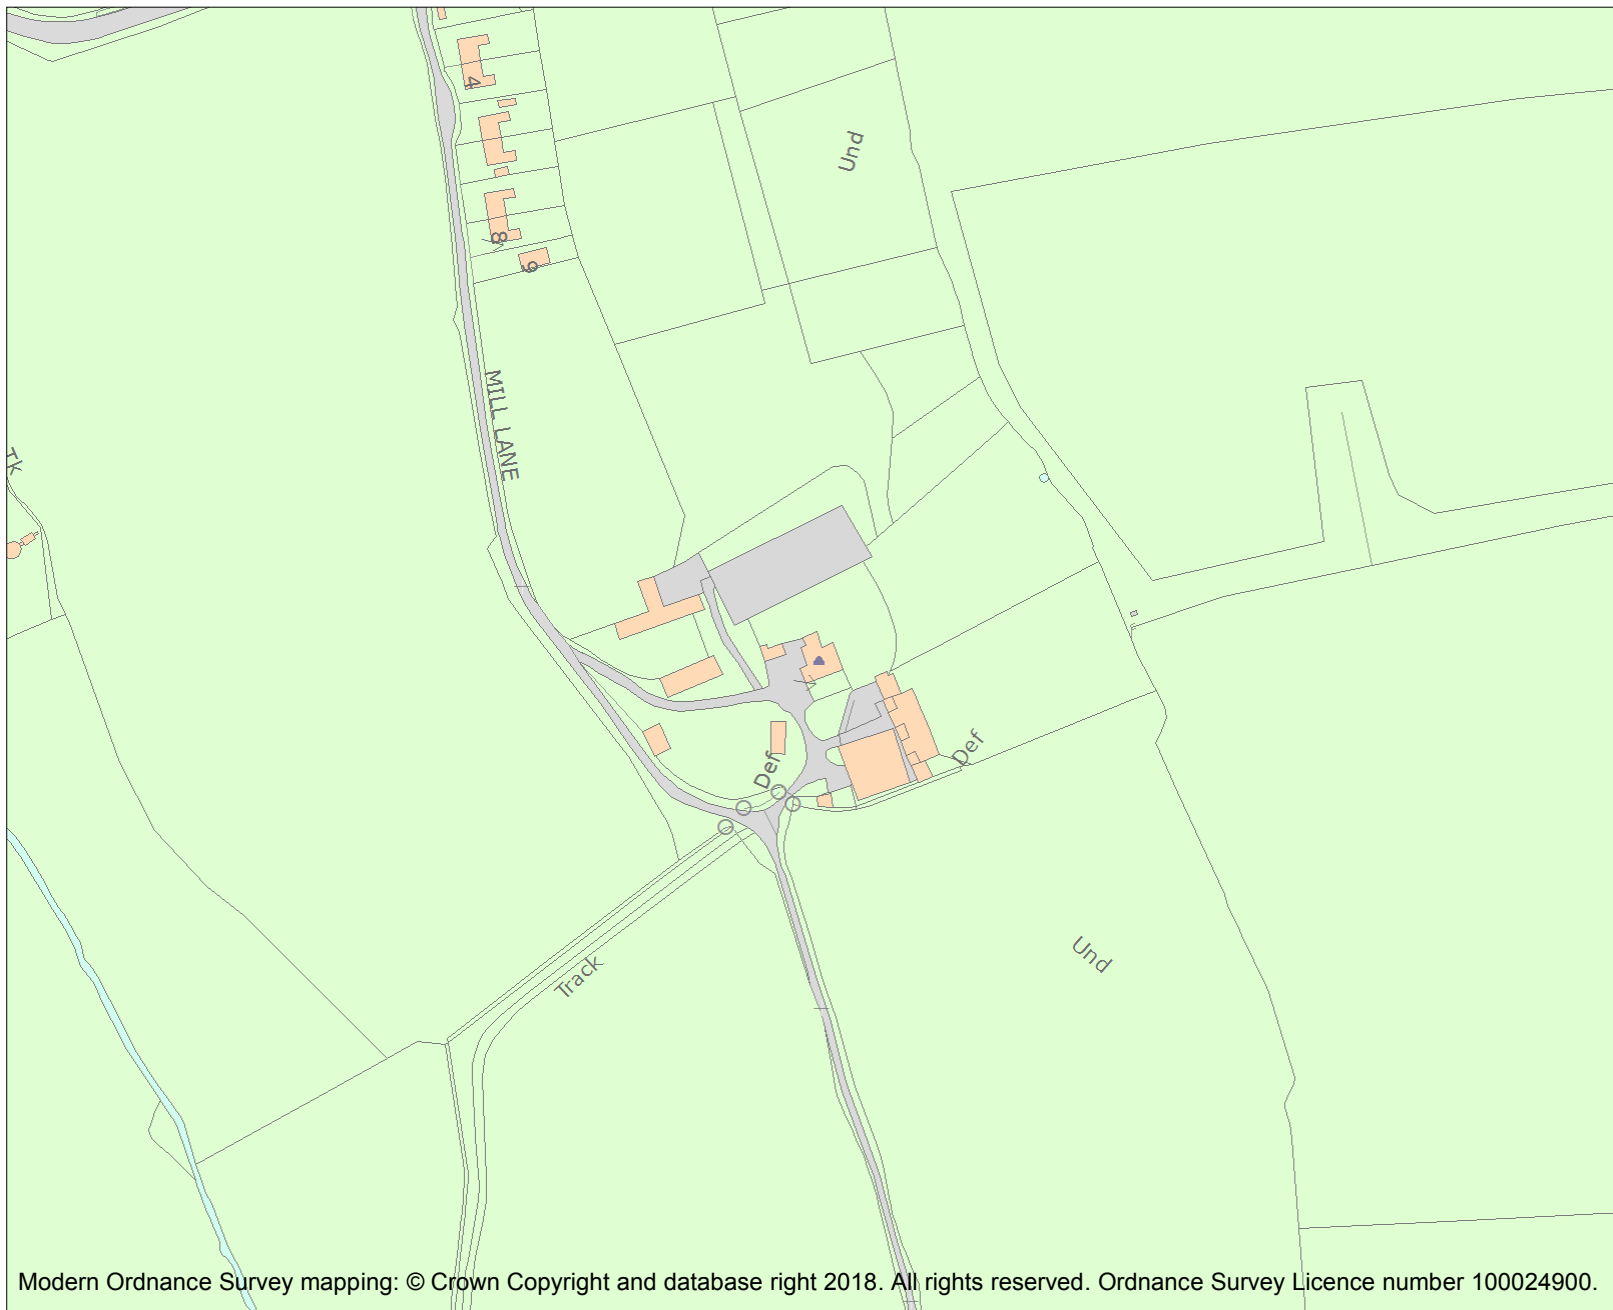 4
Und
8
9
MILL LANE
Tk
Def
Def
Und
Track
Modern Ordnance Survey mapping: © Crown Copyright and database right 2018. All rights reserved. Ordnance Survey Licence number 100024900.